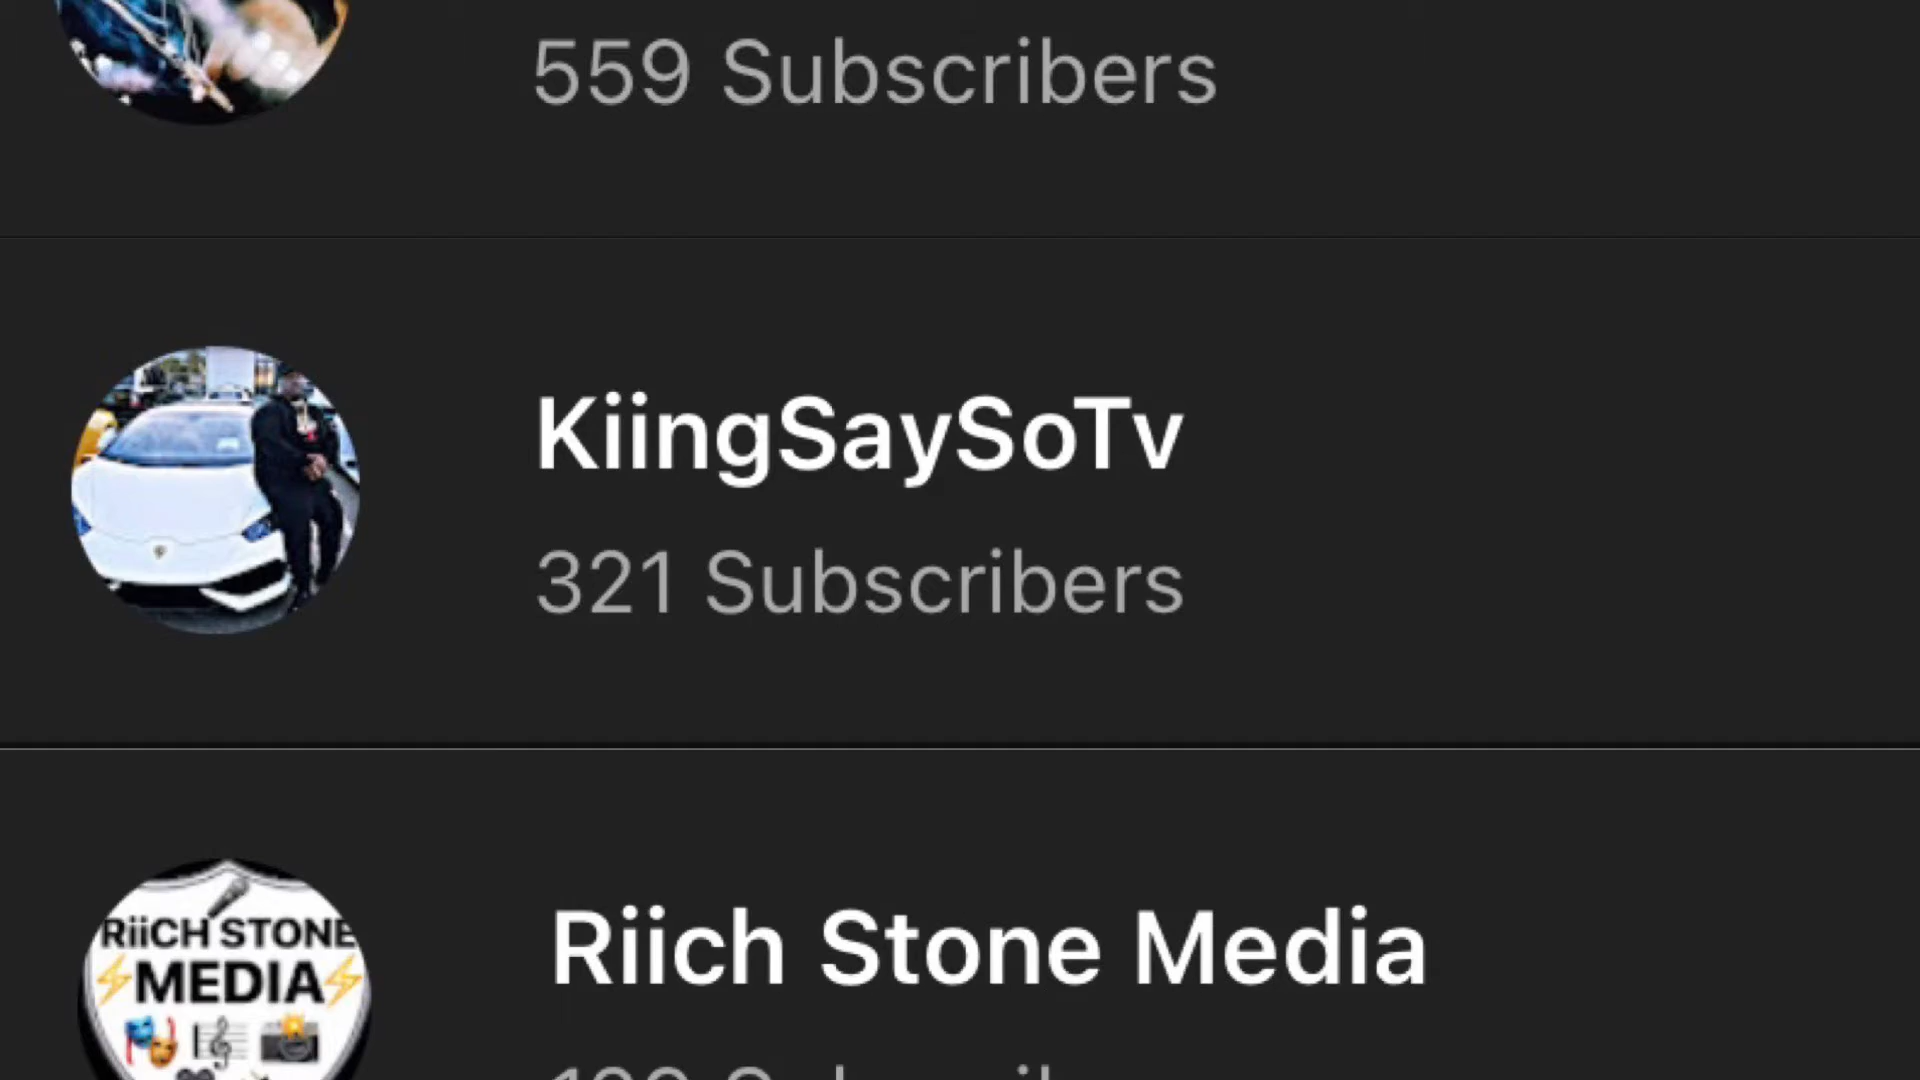 559 Subscribers
KiingSaySoTv
321 Subscribers
RiiCH STONE
MEDIA
Riich Stone Media